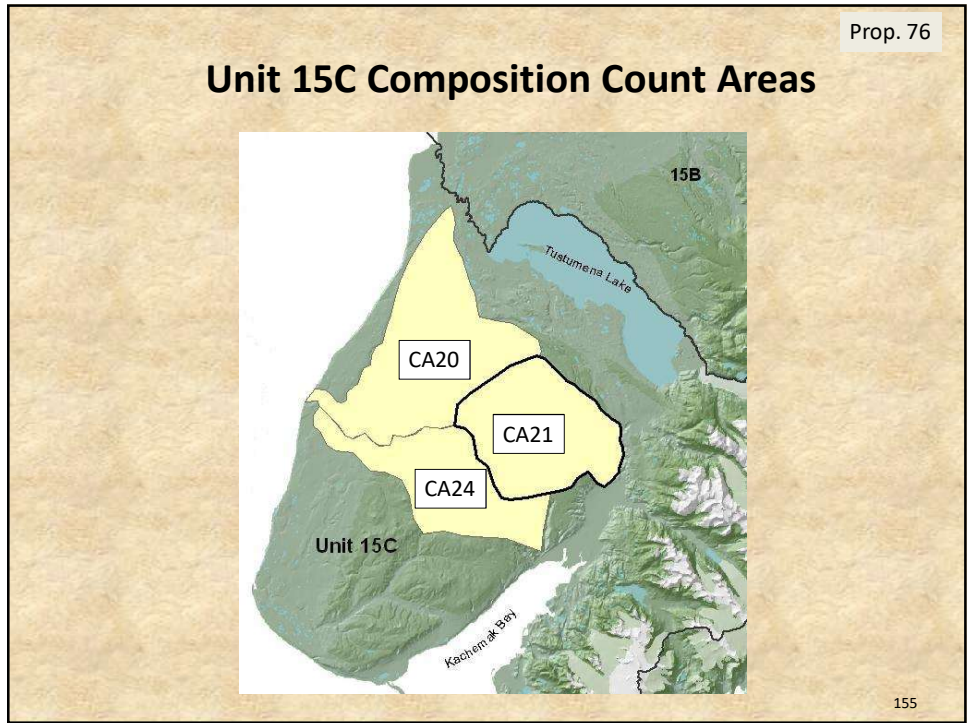 Prop. 76
Unit 15C Composition Count Areas
15B
Tustumena Lake
CA20
CA21
CA24
Unit 15C
Kachemak Bay
155